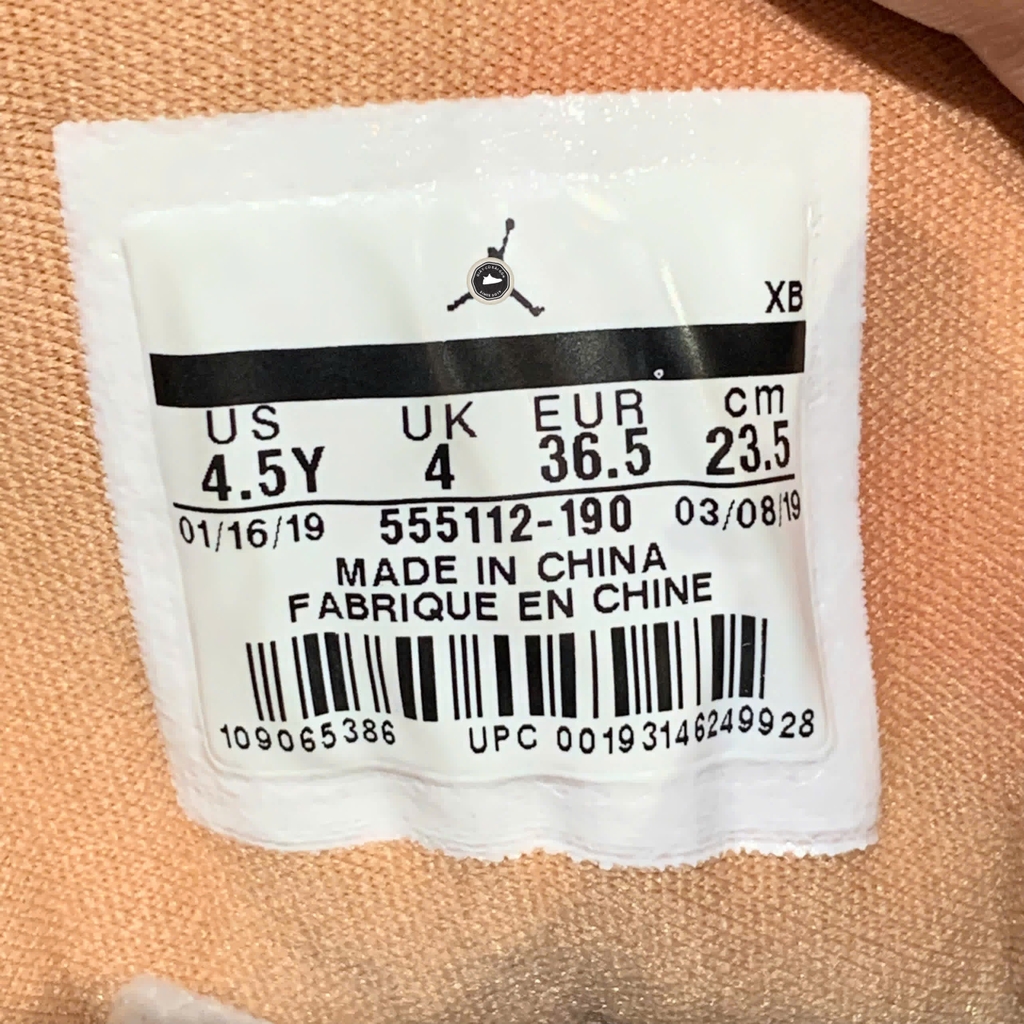 XB
US UK EUR cm
4.5Y 4 36.5 23.5
01/16/19 555112-190 03/08/19
MADE IN CHINA
FABRIQUE EN CHINE
109065386 UPC 00193146249928